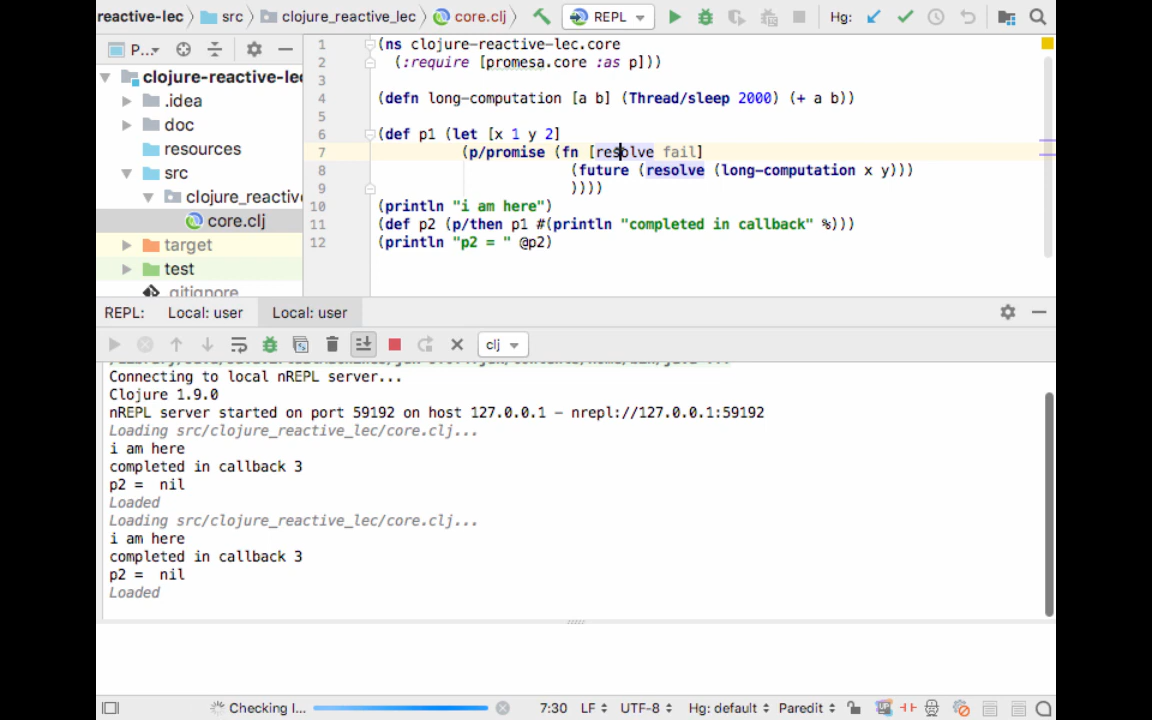 reactive-lec src clojure_reactive_lec core.clj REPL Hg:
P... 
clojure-reactive-le
.idea
doc
resources
src
clojure_reactive
core.clj
target
test
.gitignore
1 (ns clojure-reactive-lec.core
2 (:require [promesa.core :as p]))
3
4 (defn long-computation [a b] (Thread/sleep 2000) (+ a b))
5
6 (def p1 (let [x 1 y 2]
7 (p/promise (fn [resolve fail]
8 (future (resolve (long-computation x y)))
9 ))))
10 (println "i am here")
11 (def p2 (p/then p1 #(println "completed in callback" %)))
12 (println "p2 = " @p2)
REPL: Local: user Local: user
clj
Connecting to local nREPL server...
Clojure 1.9.0
nREPL server started on port 59192 on host 127.0.0.1 - nrepl://127.0.0.1:59192
Loading src/clojure_reactive_lec/core.clj...
i am here
completed in callback 3
p2 =  nil
Loaded
Loading src/clojure_reactive_lec/core.clj...
i am here
completed in callback 3
p2 =  nil
Loaded
Checking l... 7:30 LF UTF-8 Hg: default Paredit